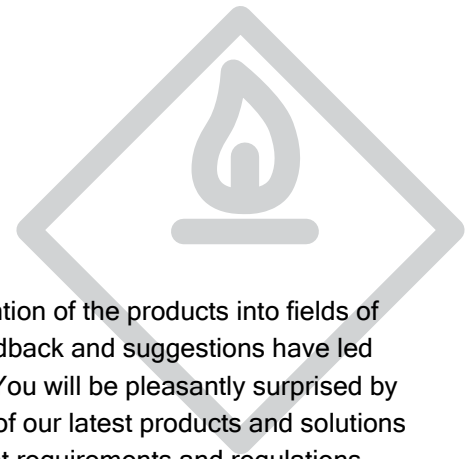 ation of the products into fields of
dback and suggestions have led
You will be pleasantly surprised by
of our latest products and solutions
t requirements and regulations